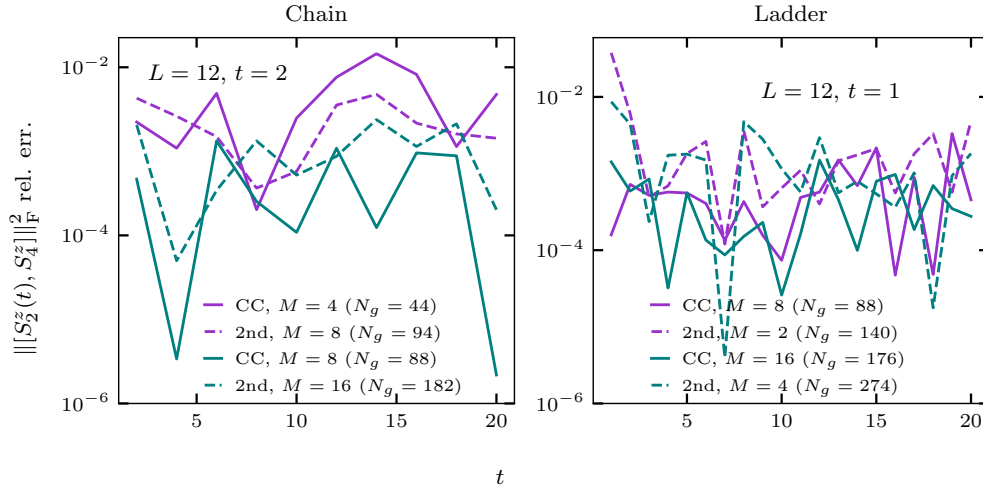 Chain
Ladder
$\|[S_2^z(t), S_4^z]\|_{\mathrm{F}}^2$ rel. err.
$10^{-2}$
$10^{-4}$
$10^{-6}$
$L = 12, t = 2$
CC, $M = 4$ ($N_g = 44$)
2nd, $M = 8$ ($N_g = 94$)
CC, $M = 8$ ($N_g = 88$)
2nd, $M = 16$ ($N_g = 182$)
5 10 15 20
$10^{-2}$
$10^{-4}$
$10^{-6}$
$L = 12, t = 1$
CC, $M = 8$ ($N_g = 88$)
2nd, $M = 2$ ($N_g = 140$)
CC, $M = 16$ ($N_g = 176$)
2nd, $M = 4$ ($N_g = 274$)
5 10 15 20
$t$